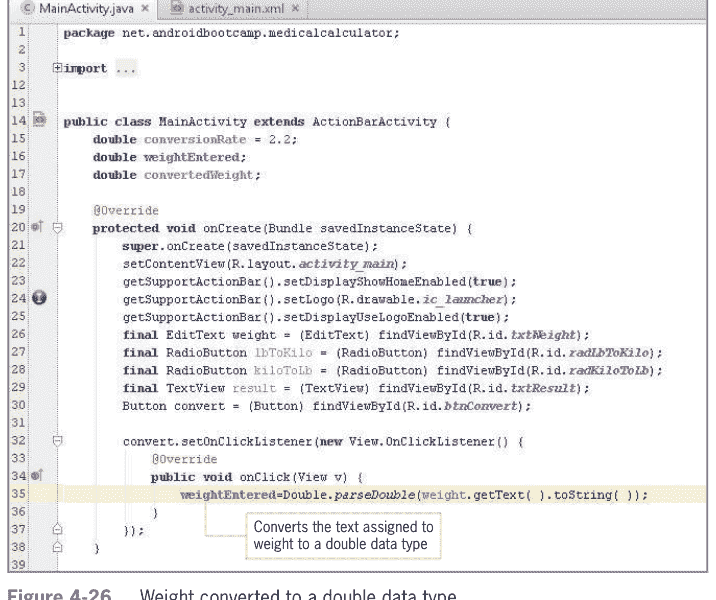 MainActivity.java × activity_main.xml ×
1 package net.androidbootcamp.medicalcalculator;
2
3 import ...
12
13
14 public class MainActivity extends ActionBarActivity {
15 double conversionRate = 2.2;
16 double weightEntered;
17 double convertedWeight;
18
19 @Override
20 protected void onCreate(Bundle savedInstanceState) {
21 super.onCreate(savedInstanceState);
22 setContentView(R.layout.activity_main);
23 getSupportActionBar().setDisplayShowHomeEnabled(true);
24 getSupportActionBar().setLogo(R.drawable.ic_launcher);
25 getSupportActionBar().setDisplayUseLogoEnabled(true);
26 final EditText weight = (EditText) findViewById(R.id.txtWeight);
27 final RadioButton lbToKilo = (RadioButton) findViewById(R.id.radLbToKilo);
28 final RadioButton kiloToLb = (RadioButton) findViewById(R.id.radKiloToLb);
29 final TextView result = (TextView) findViewById(R.id.txtResult);
30 Button convert = (Button) findViewById(R.id.btnConvert);
31
32 convert.setOnClickListener(new View.OnClickListener() {
33 @Override
34 public void onClick(View v) {
35 weightEntered=Double.parseDouble(weight.getText( ).toString( ));
36 }
37 });
38 }
39
Converts the text assigned to
weight to a double data type
Figure 4-26 Weight converted to a double data type